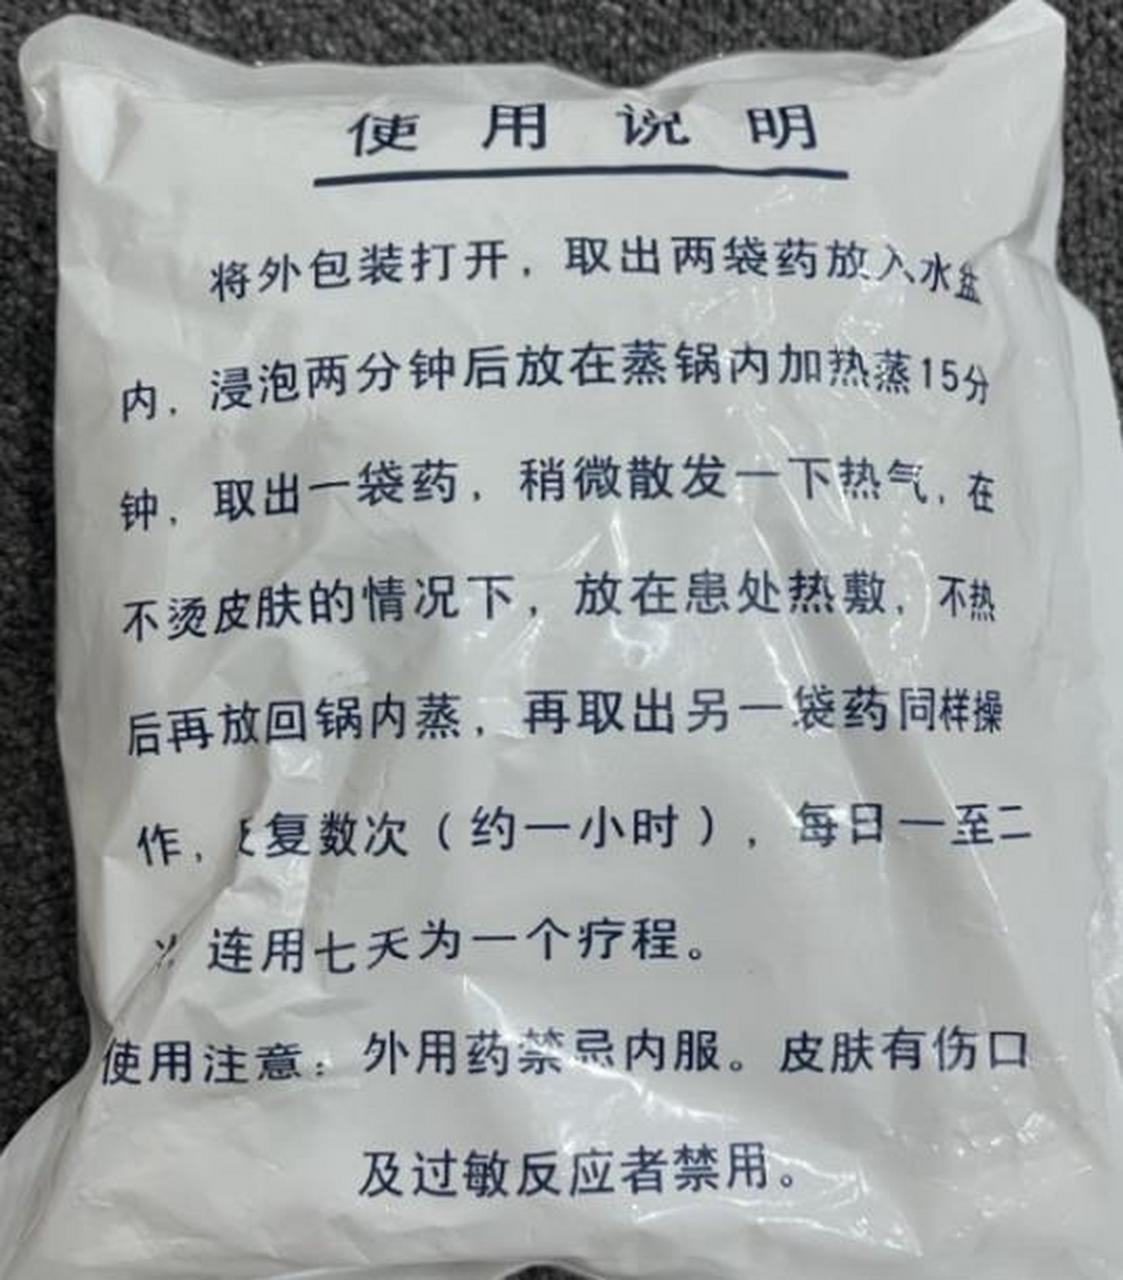 使用说明
将外包装打开，取出两袋药放入水盆
内，浸泡两分钟后放在蒸锅内加热蒸15分
钟，取出一袋药，稍微散发一下热气，在
不烫皮肤的情况下，放在患处热敷，不热
后再放回锅内蒸，再取出另一袋药同样操
作，反复数次（约一小时），每日一至二
连用七天为一个疗程。
使用注意：外用药禁忌内服。皮肤有伤口
及过敏反应者禁用。